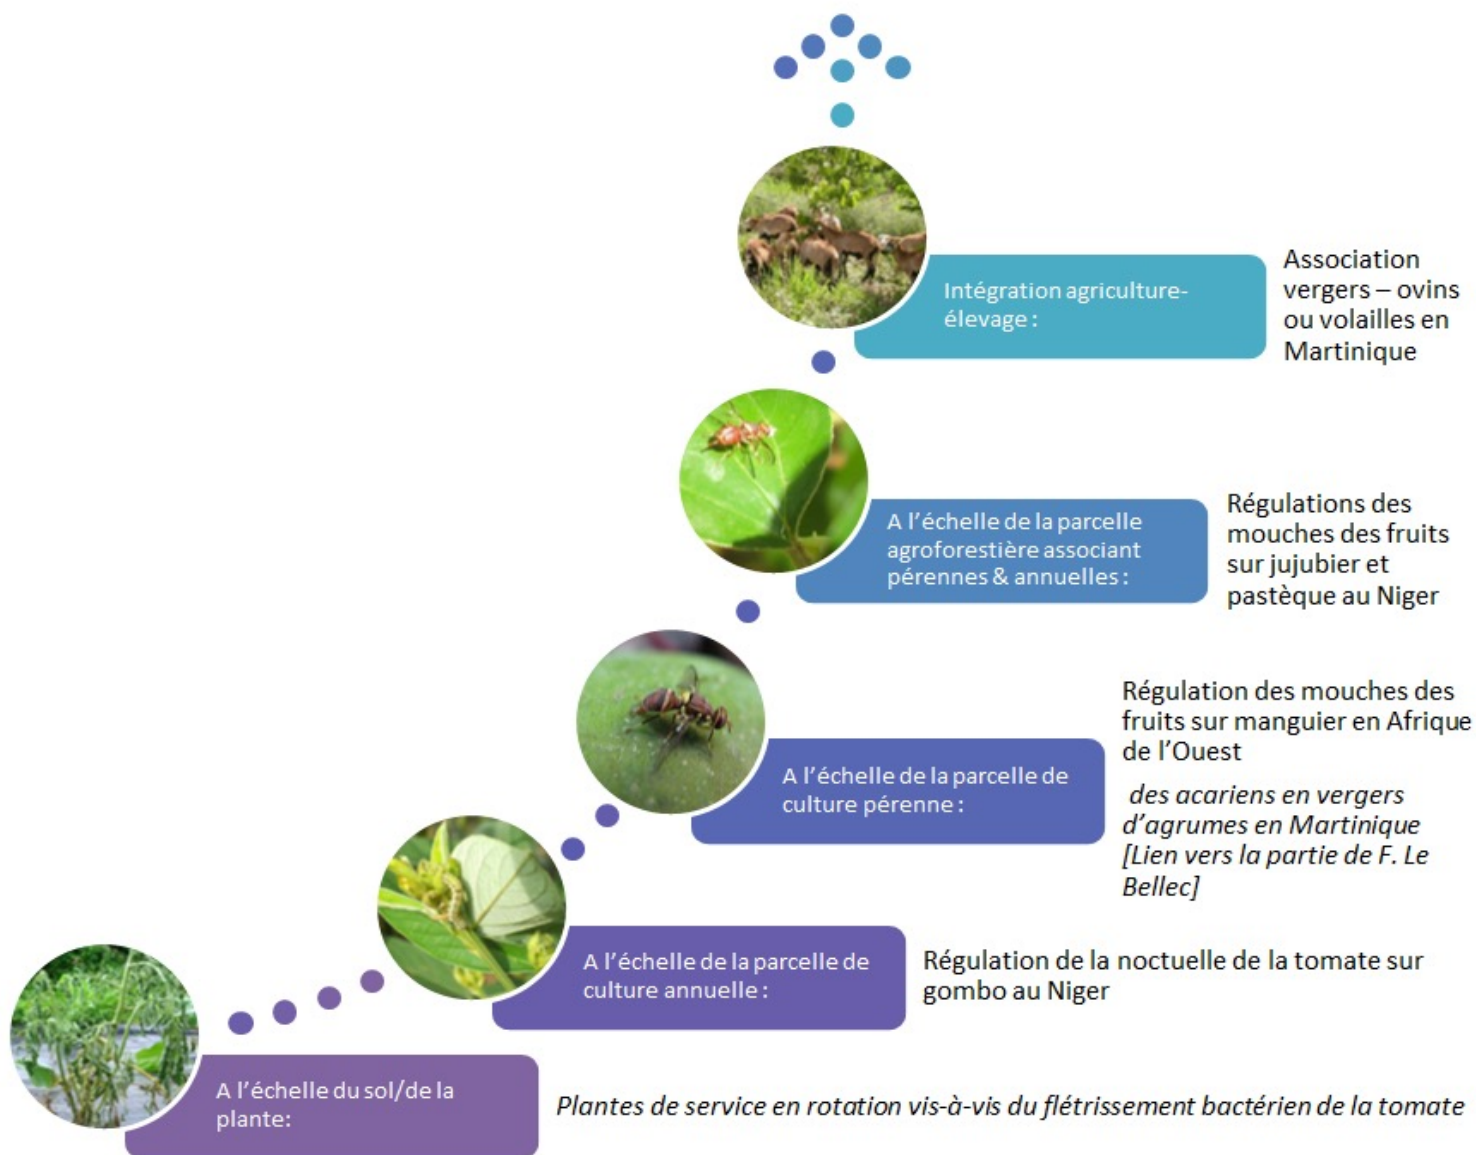 Intégration agriculture-
élevage :
Association
vergers – ovins
ou volailles en
Martinique
A l’échelle de la parcelle
agroforestière associant
pérennes & annuelles :
Régulations des
mouches des fruits
sur jujubier et
pastèque au Niger
A l’échelle de la parcelle de
culture pérenne :
Régulation des mouches des
fruits sur manguier en Afrique
de l’Ouest
des acariens en vergers
d’agrumes en Martinique
[Lien vers la partie de F. Le
Bellec]
A l’échelle de la parcelle de
culture annuelle :
Régulation de la noctuelle de la tomate sur
gombo au Niger
A l’échelle du sol/de la
plante:
Plantes de service en rotation vis-à-vis du flétrissement bactérien de la tomate